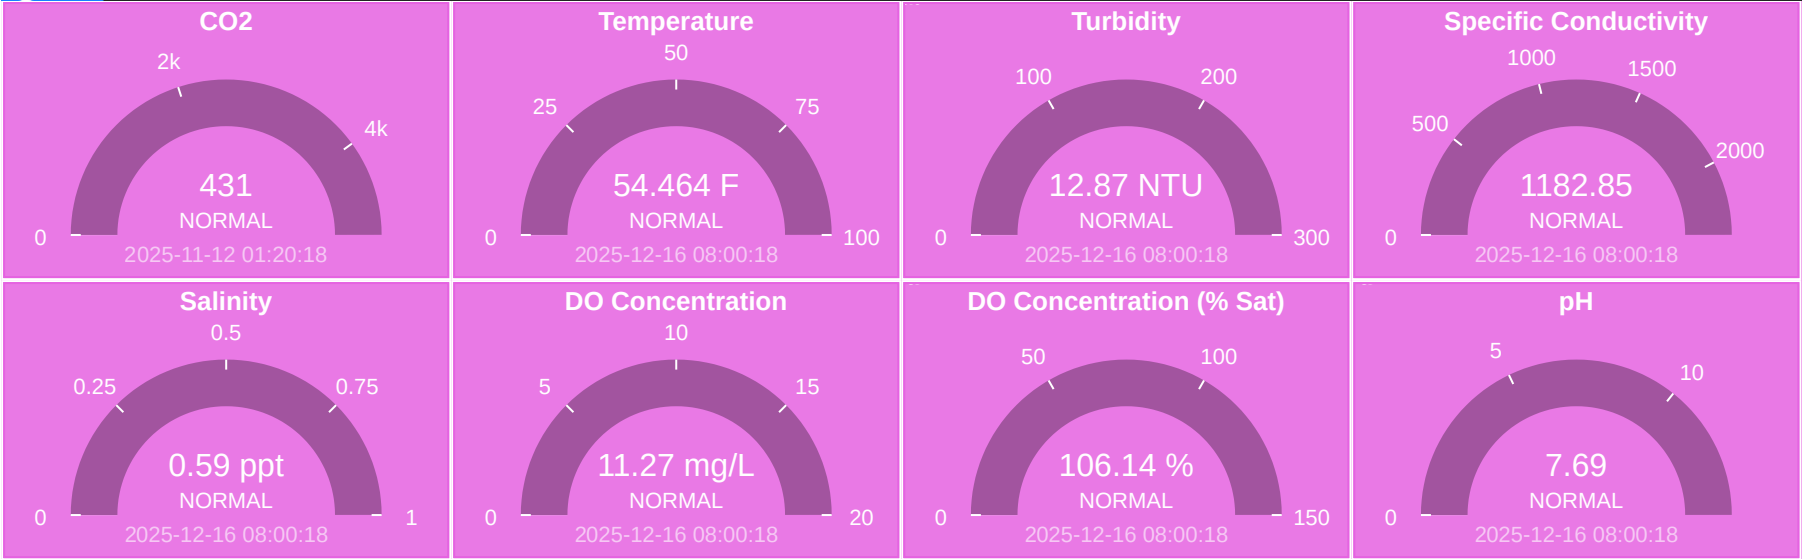 CO2
2k
4k
0
431
NORMAL
2025-11-12 01:20:18
Temperature
50
25
75
0
100
54.464 F
NORMAL
2025-12-16 08:00:18
Turbidity
100
200
0
300
12.87 NTU
NORMAL
2025-12-16 08:00:18
Specific Conductivity
1000
1500
500
2000
0
1182.85
NORMAL
2025-12-16 08:00:18
Salinity
0.5
0.25
0.75
0
1
0.59 ppt
NORMAL
2025-12-16 08:00:18
DO Concentration
10
5
15
0
20
11.27 mg/L
NORMAL
2025-12-16 08:00:18
DO Concentration (% Sat)
50
100
0
150
106.14 %
NORMAL
2025-12-16 08:00:18
pH
5
10
0
7.69
NORMAL
2025-12-16 08:00:18